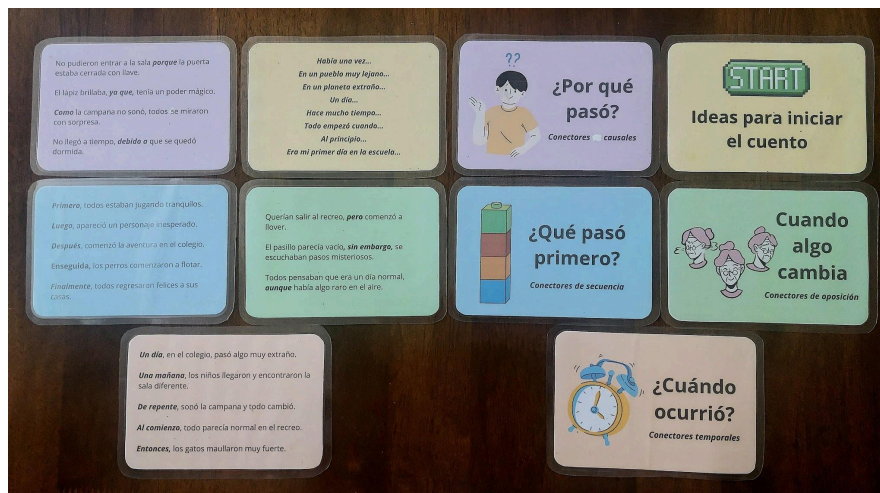 No pudieron entrar a la sala porque la puerta
estaba cerrada con llave.
El lápiz brillaba, ya que, tenía un poder mágico.
Como la campana no sonó, todos se miraron
con sorpresa.
No llegó a tiempo, debido a que se quedó
dormida.
Había una vez...
En un pueblo muy lejano...
En un planeta extraño...
Un día...
Hace mucho tiempo...
Todo empezó cuando...
Al principio...
Era mi primer día en la escuela...
??
¿Por qué
pasó?
Conectores causales
START
Ideas para iniciar
el cuento
Primero, todos estaban jugando tranquilos.
Luego, apareció un personaje inesperado.
Después, comenzó la aventura en el colegio.
Enseguida, los perros comenzaron a flotar.
Finalmente, todos regresaron felices a sus
casas.
Querían salir al recreo, pero comenzó a
llover.
El pasillo parecía vacío, sin embargo, se
escuchaban pasos misteriosos.
Todos pensaban que era un día normal,
aunque había algo raro en el aire.
¿Qué pasó
primero?
Conectores de secuencia
Cuando
algo
cambia
Conectores de oposición
Un día, en el colegio, pasó algo muy extraño.
Una mañana, los niños llegaron y encontraron la
sala diferente.
De repente, sonó la campana y todo cambió.
Al comienzo, todo parecía normal en el recreo.
Entonces, los gatos maullaron muy fuerte.
¿Cuándo
ocurrió?
Conectores temporales